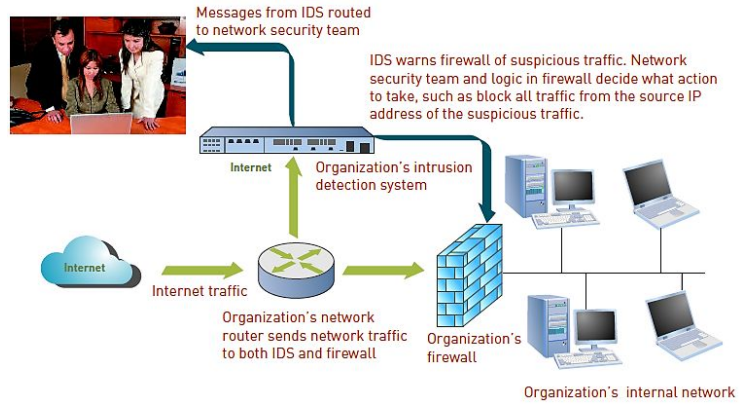 Messages from IDS routed
to network security team
IDS warns firewall of suspicious traffic. Network
security team and logic in firewall decide what action
to take, such as block all traffic from the source IP
address of the suspicious traffic.
Internet
Organization's intrusion
detection system
Internet
Internet traffic
Organization's network
router sends network traffic
to both IDS and firewall
Organization's
firewall
Organization's internal network